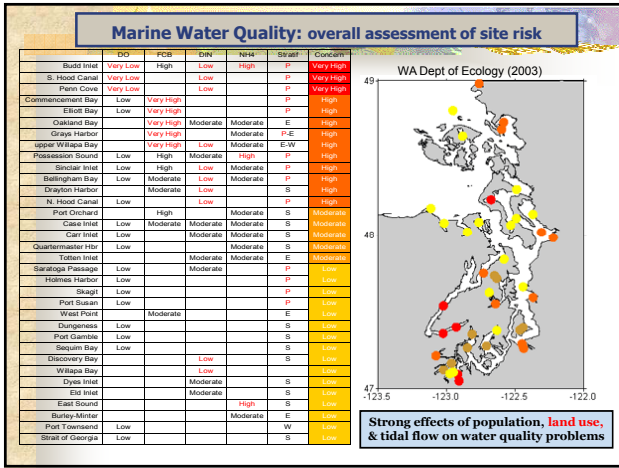 Marine Water Quality: overall assessment of site risk
DO FCB DIN NH4 Stratif Concern
Budd Inlet Very Low High Low High P Very High
S. Hood Canal Very Low Low P Very High
Penn Cove Very Low Low P Very High
Commencement Bay Low Very High P High
Elliott Bay Low Very High P High
Oakland Bay Very High Moderate Moderate E High
Grays Harbor Very High Moderate P-E High
upper Willapa Bay Very High Low Moderate E-W High
Possession Sound Low High Moderate High P High
Sinclair Inlet Low High Low Moderate P High
Bellingham Bay Low Moderate Low Moderate P High
Drayton Harbor Moderate Low S High
N. Hood Canal Low Low P High
Port Orchard High Moderate S Moderate
Case Inlet Low Moderate Moderate Moderate S Moderate
Carr Inlet Low Moderate Moderate S Moderate
Quartermaster Hbr Low Moderate S Moderate
Totten Inlet Moderate Moderate E Moderate
Saratoga Passage Low Moderate P Low
Holmes Harbor Low P Low
Skagit Low P Low
Port Susan Low P Low
West Point Moderate E Low
Dungeness Low S Low
Port Gamble Low S Low
Sequim Bay Low S Low
Discovery Bay Low S Low
Willapa Bay Low Low
Dyes Inlet Moderate S Low
Eld Inlet Moderate S Low
East Sound High S Low
Burley-Minter Moderate E Low
Port Townsend Low W Low
Strait of Georgia Low S Low
WA Dept of Ecology (2003)
49
48
47
-123.5 -123.0 -122.5 -122.0
Strong effects of population, land use,
& tidal flow on water quality problems